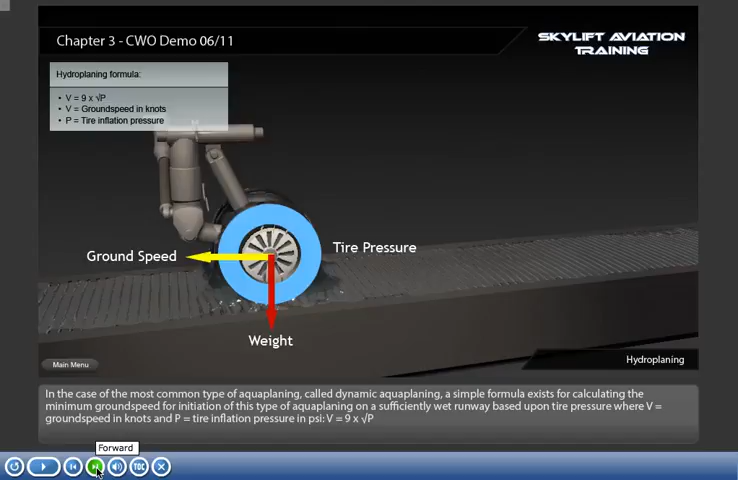 Chapter 3 - CWO Demo 06/11
SKYLIFT AVIATION
TRAINING
Hydroplaning formula:
• V = 9 x √P
• V = Groundspeed in knots
• P = Tire inflation pressure
Tire Pressure
Ground Speed
Weight
Main Menu
Hydroplaning
In the case of the most common type of aquaplaning, called dynamic aquaplaning, a simple formula exists for calculating the
minimum groundspeed for initiation of this type of aquaplaning on a sufficiently wet runway based upon tire pressure where V =
groundspeed in knots and P = tire inflation pressure in psi: V = 9 x √P
Forward
TOC